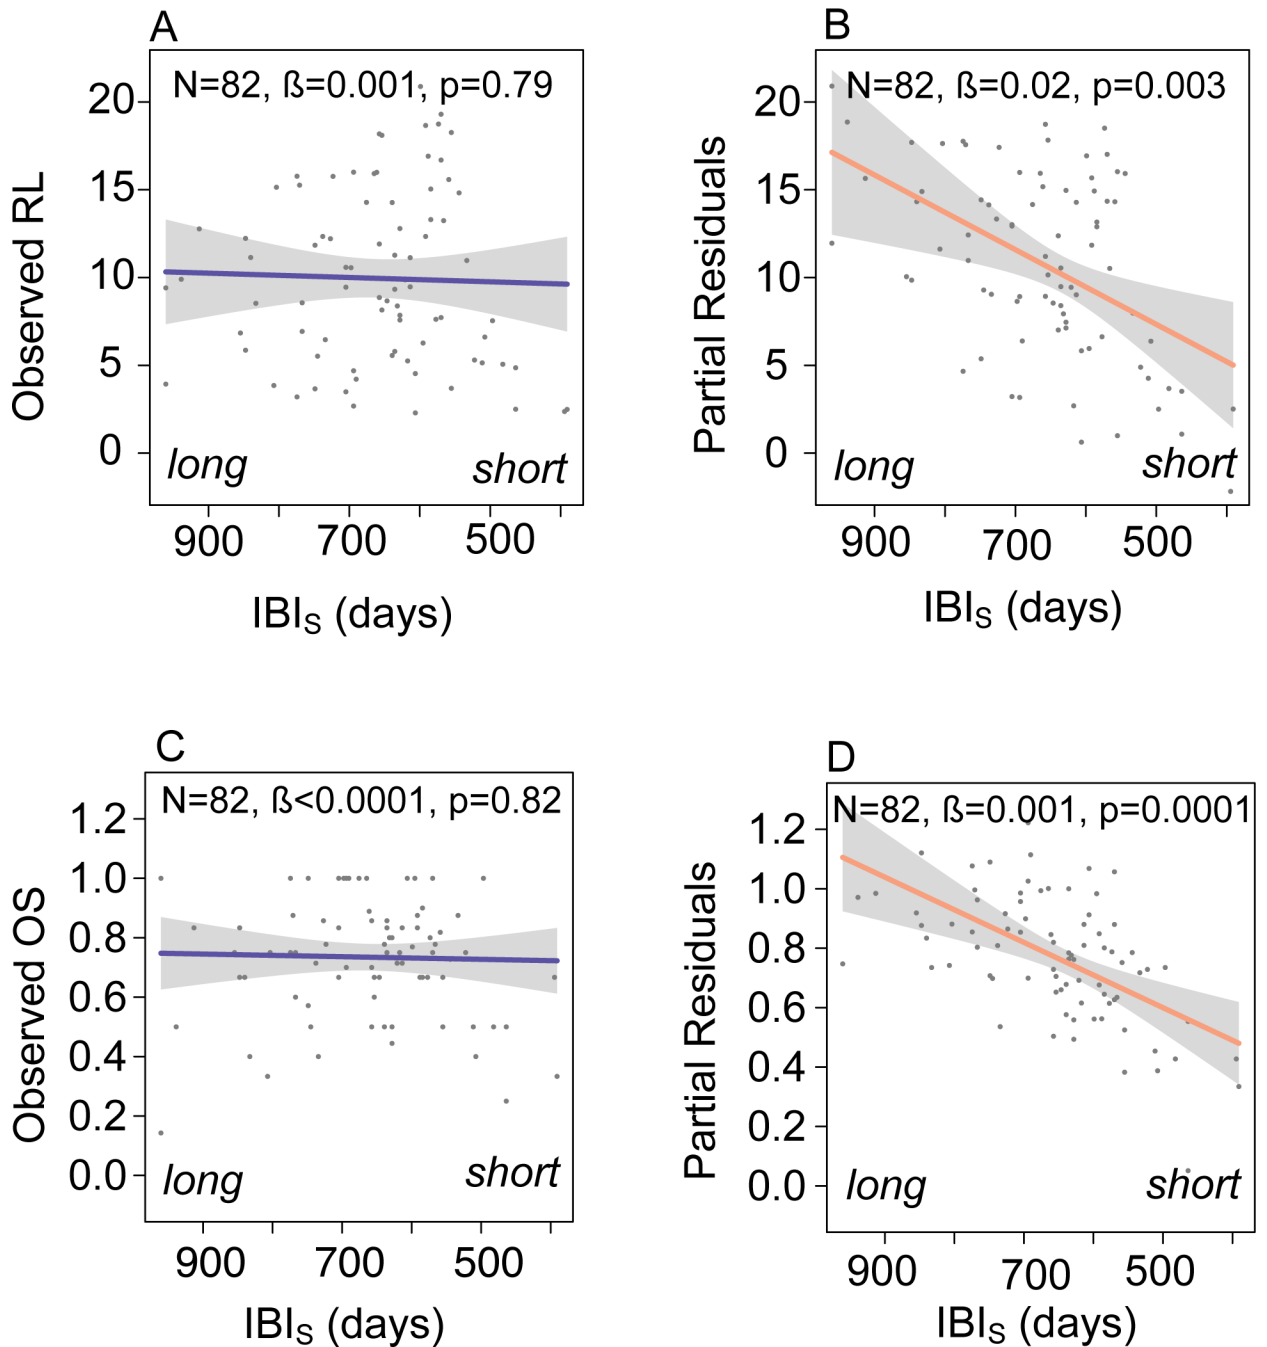 A
N=82, ß=0.001, p=0.79
Observed RL
20
15
10
5
0
long
short
900
700
500
IBIS (days)
B
N=82, ß=0.02, p=0.003
Partial Residuals
20
15
10
5
0
long
short
900
700
500
IBIS (days)
C
N=82, ß<0.0001, p=0.82
Observed OS
1.2
1.0
0.8
0.6
0.4
0.2
0.0
long
short
900
700
500
IBIS (days)
D
N=82, ß=0.001, p=0.0001
Partial Residuals
1.2
1.0
0.8
0.6
0.4
0.2
0.0
long
short
900
700
500
IBIS (days)